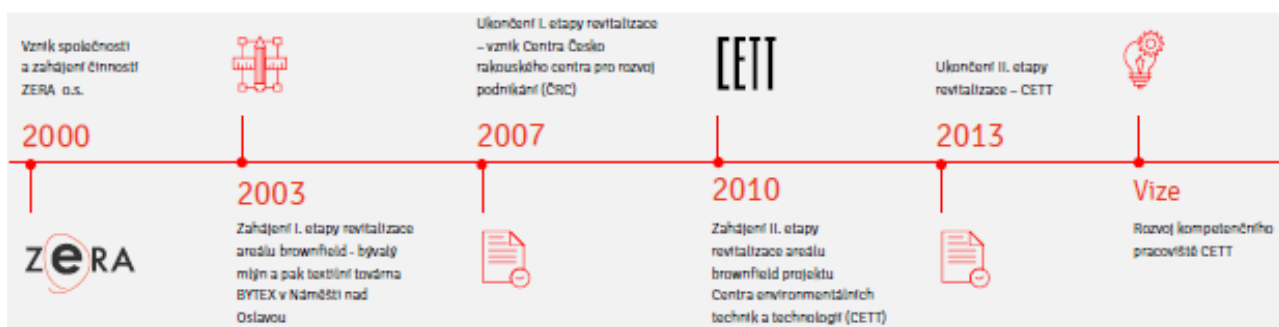 Vznik společnosti
a zahájení činnosti
ZERA o.s.
2000
ZeRA
2003
Zahájení I. etapy revitalizace
areálu brownfield - bývalý
mlýn a pak textilní továrna
BYTEX v Náměšti nad
Oslavou
Ukončení I. etapy revitalizace
– vznik Centra Česko
rakouského centra pro rozvoj
podnikání (ČRC)
2007
CETT
2010
Zahájení II. etapy
revitalizace areálu
brownfield projektu
Centra environmentálních
technik a technologií (CETT)
Ukončení II. etapy
revitalizace – CETT
2013
Vize
Rozvoj kompetenčního
pracoviště CETT